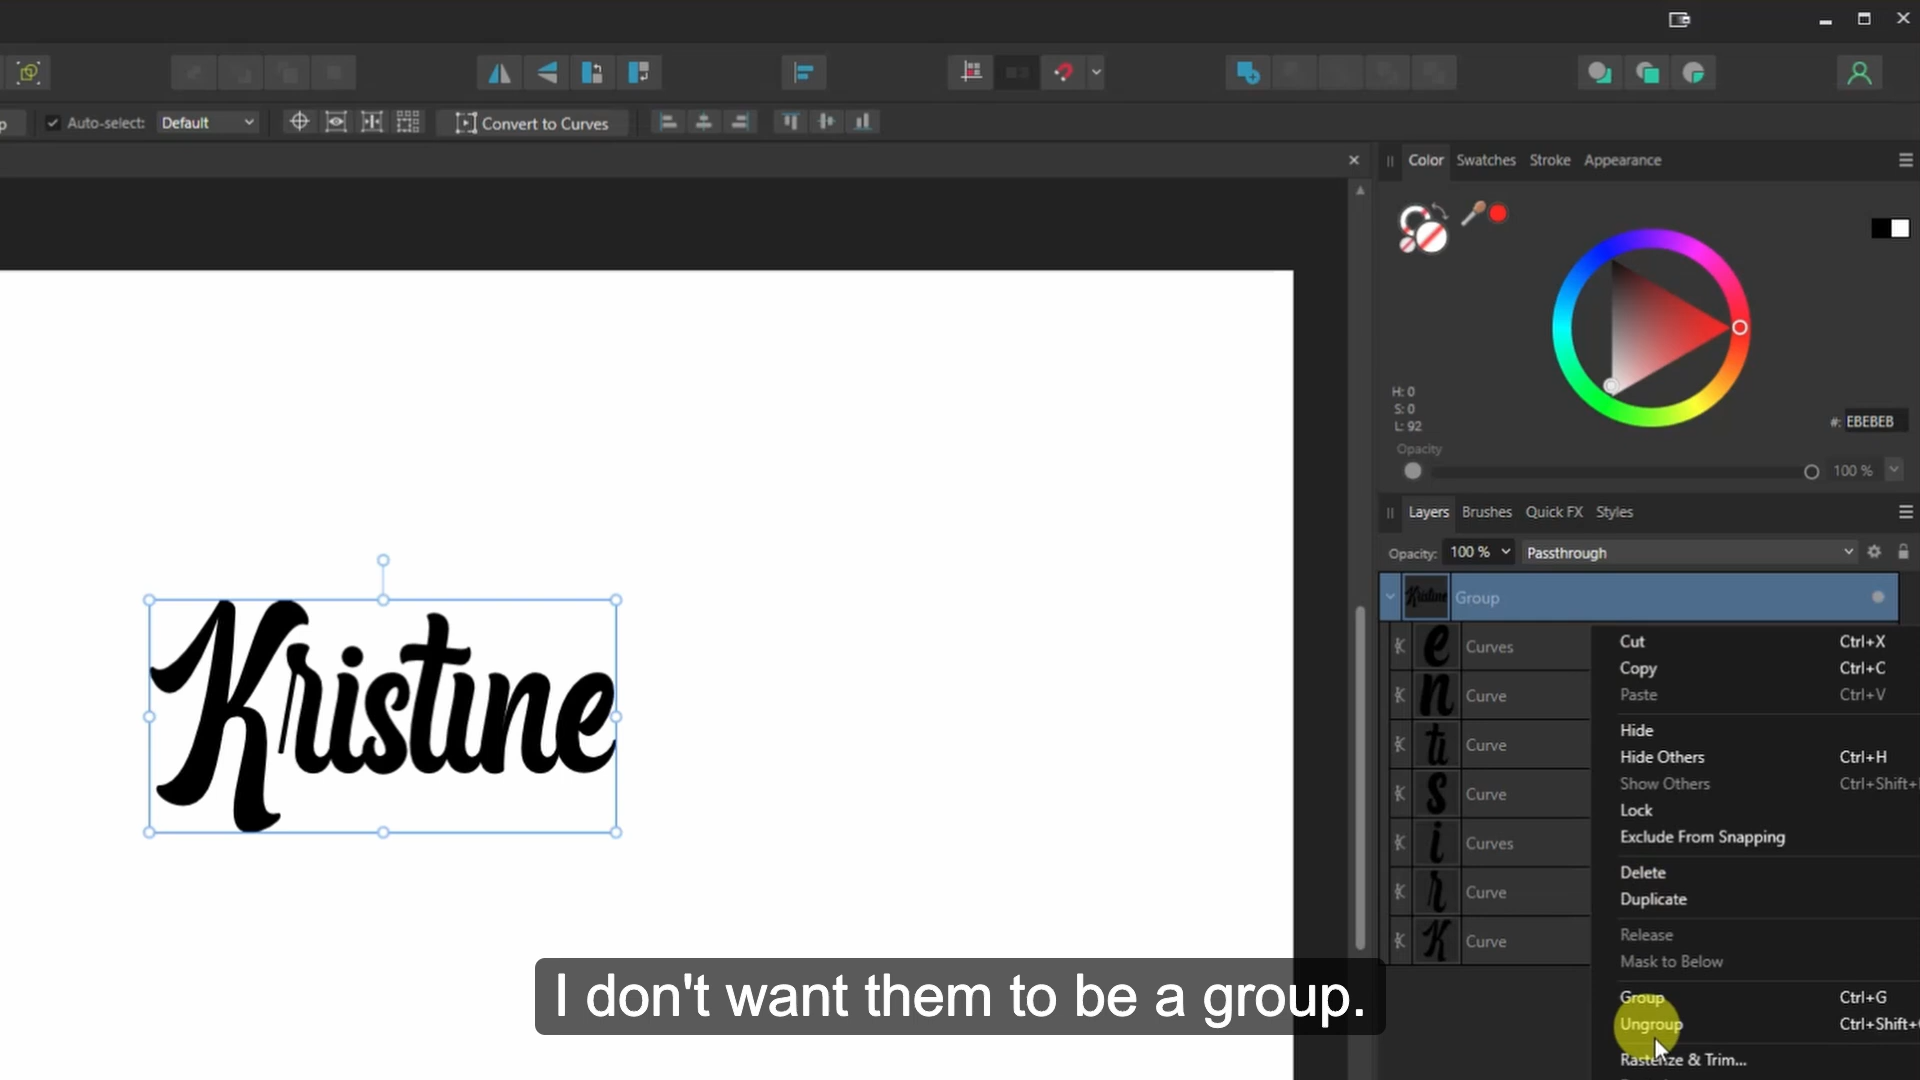 Auto-select:
Default
Convert to Curves
Color
Swatches
Stroke
Appearance
H: 0
S: 0
L: 92
#: EBEBEB
Opacity
100 %
Layers
Brushes
Quick FX
Styles
Opacity:
100 %
Passthrough
Kristine
Group
e
Curves
n
Curve
ti
Curve
s
Curve
i
Curves
r
Curve
K
Curve
Kristine
Cut Ctrl+X
Copy Ctrl+C
Paste Ctrl+V
Hide
Hide Others Ctrl+H
Show Others Ctrl+Shift+
Lock
Exclude From Snapping
Delete
Duplicate
Release
Mask to Below
Group Ctrl+G
Ungroup Ctrl+Shift+
Rasterize & Trim...
I don't want them to be a group.